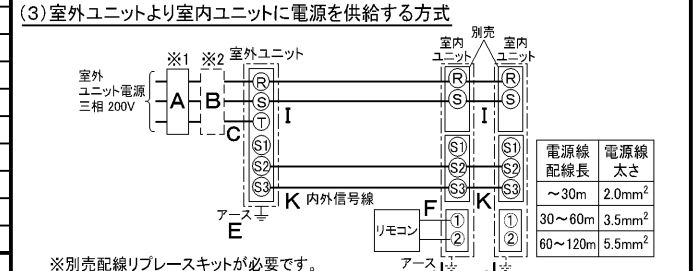 (3)室外ユニットより室内ユニットに電源を供給する方式
※1 ※2 室外ユニット
室内ユニット 別売 室内ユニット
室外
ユニット電源
三相 200V
A B C
R R R
S S S
T
I I
S1 S1 S1
S2 S2 S2
S3 S3 S3
K 内外信号線 K
アース
E
リモコン F ① ①
② ②
アース
電源線配線長 電源線太さ
~30m 2.0mm²
30~60m 3.5mm²
60~120m 5.5mm²
※別売配線リプレースキットが必要です。